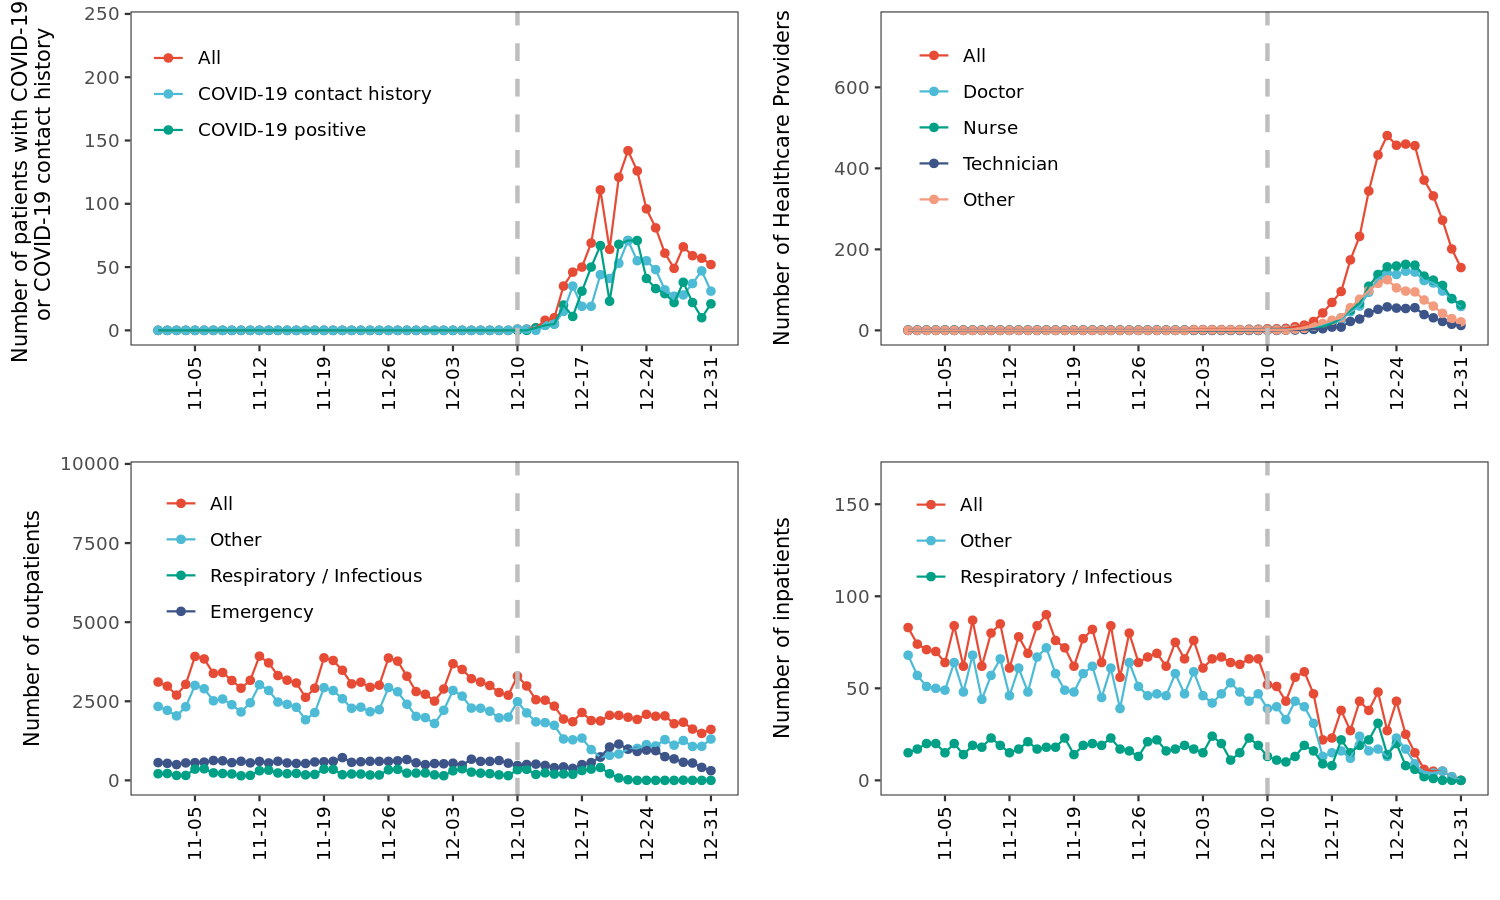 Number of patients with COVID-19
or COVID-19 contact history
250
200
150
100
50
0
All
COVID-19 contact history
COVID-19 positive
11-05
11-12
11-19
11-26
12-03
12-10
12-17
12-24
12-31
Number of Healthcare Providers
600
400
200
0
All
Doctor
Nurse
Technician
Other
11-05
11-12
11-19
11-26
12-03
12-10
12-17
12-24
12-31
Number of outpatients
10000
7500
5000
2500
0
All
Other
Respiratory / Infectious
Emergency
11-05
11-12
11-19
11-26
12-03
12-10
12-17
12-24
12-31
Number of inpatients
150
100
50
0
All
Other
Respiratory / Infectious
11-05
11-12
11-19
11-26
12-03
12-10
12-17
12-24
12-31